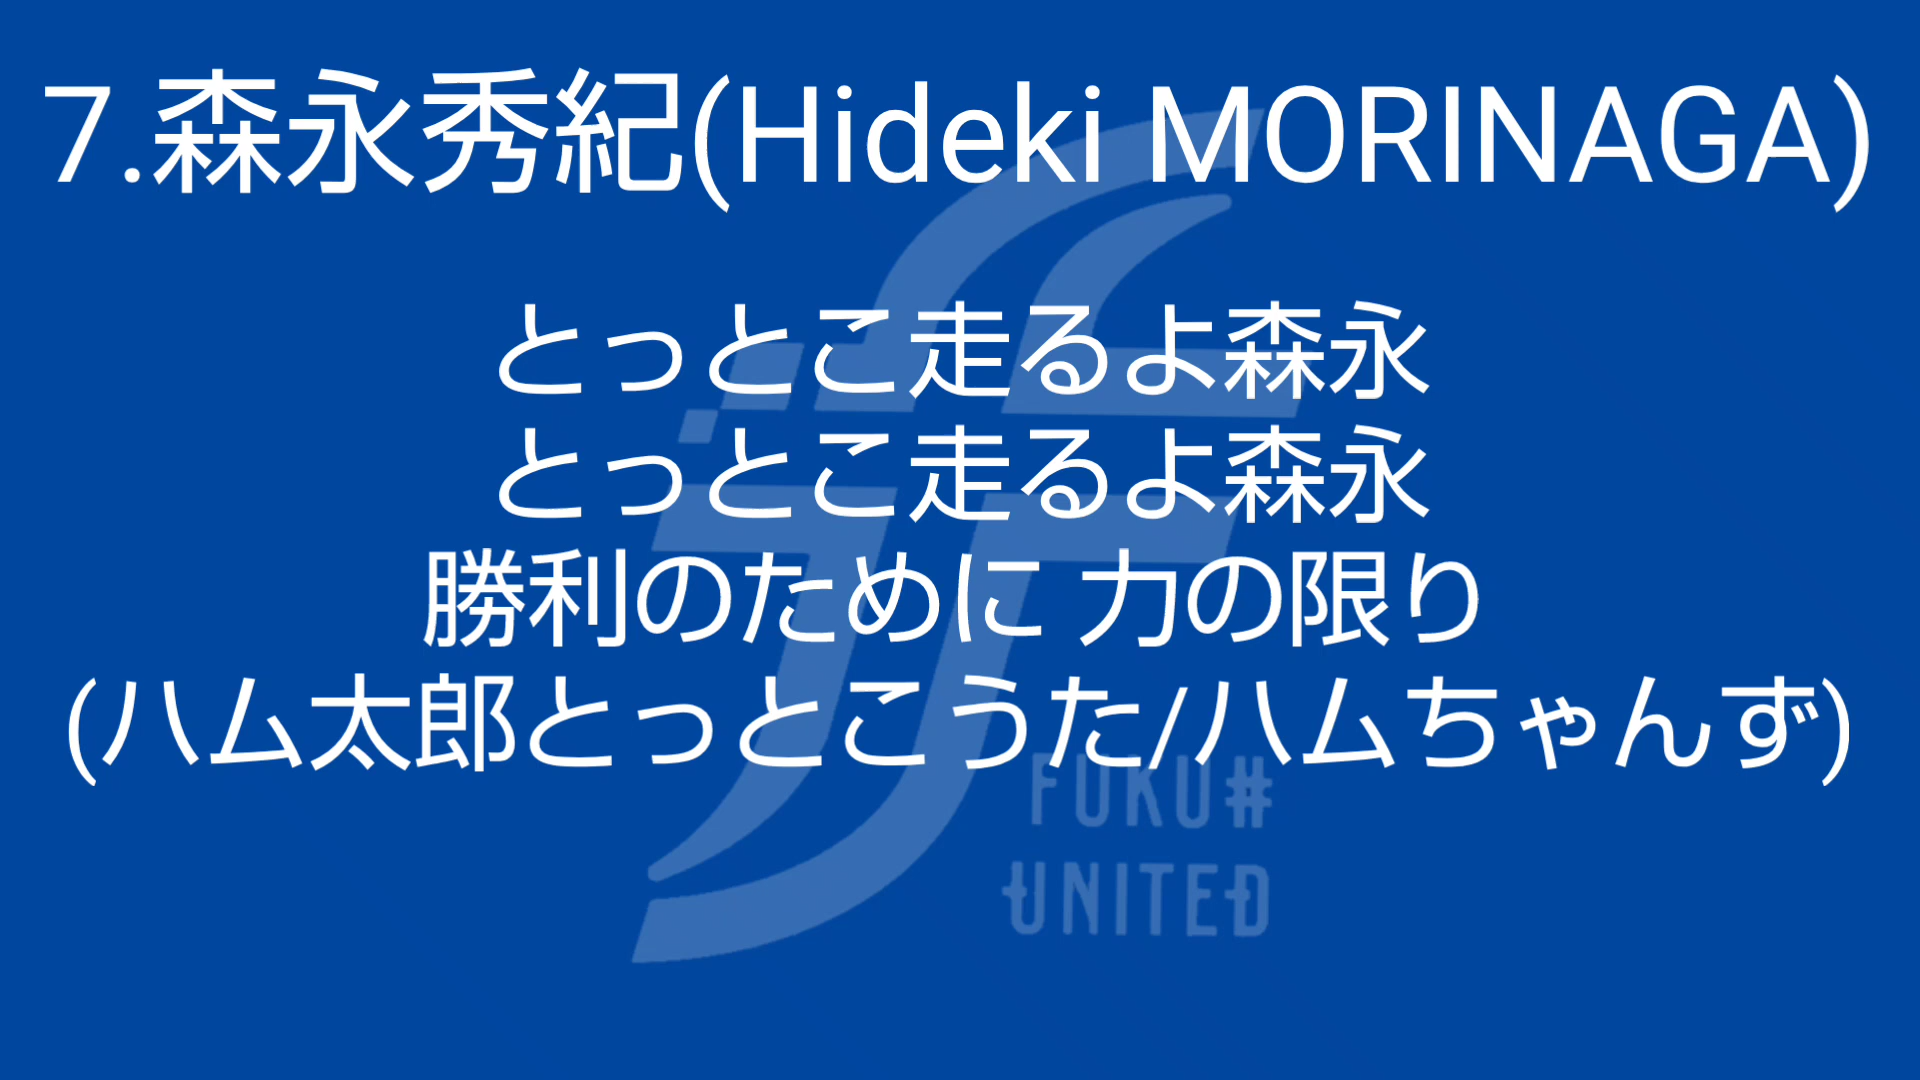 7.森永秀紀(Hideki MORINAGA)
とっとこ走るよ森永
とっとこ走るよ森永
勝利のために 力の限り
(ハム太郎とっとこうた/ハムちゃんず)
FUKU#
UNITED